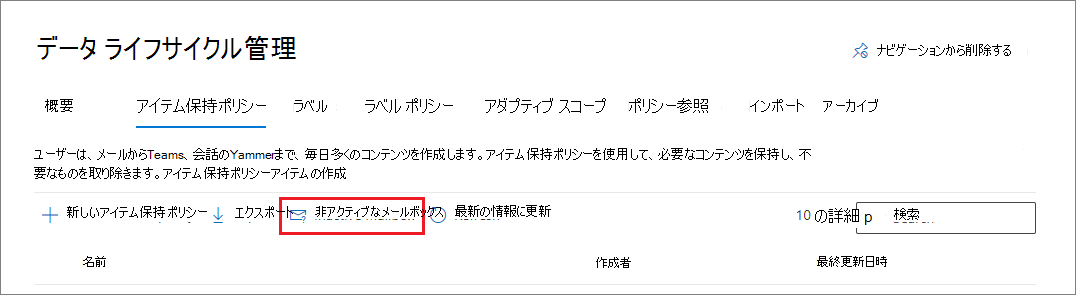 データ ライフサイクル管理
ナビゲーションから削除する
概要 アイテム保持ポリシー ラベル ラベル ポリシー アダプティブ スコープ ポリシー参照 インポート アーカイブ
ユーザーは、メールからTeams、会話のYammerまで、毎日多くのコンテンツを作成します。アイテム保持ポリシーを使用して、必要なコンテンツを保持し、不
要なものを取り除きます。アイテム保持ポリシーアイテムの作成
新しいアイテム保持ポリシー エクスポート 非アクティブなメールボックス 最新の情報に更新 10 の詳細 p 検索
名前 作成者 最終更新日時